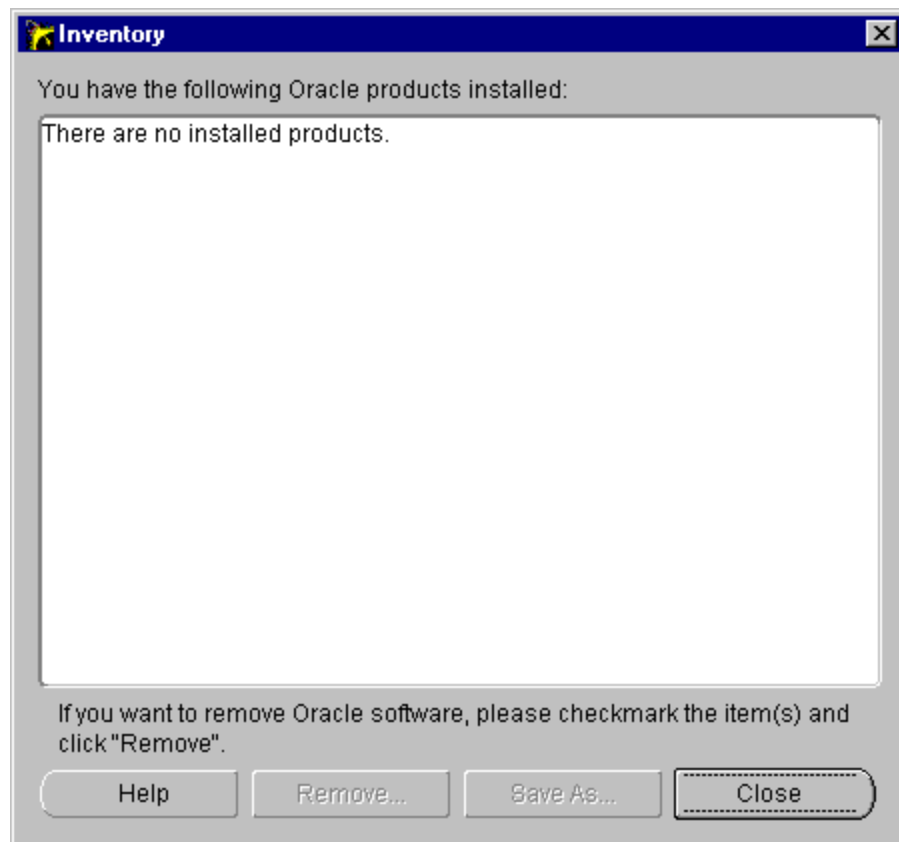 Inventory
You have the following Oracle products installed:
There are no installed products.
If you want to remove Oracle software, please checkmark the item(s) and
click "Remove".
Help Remove... Save As... Close